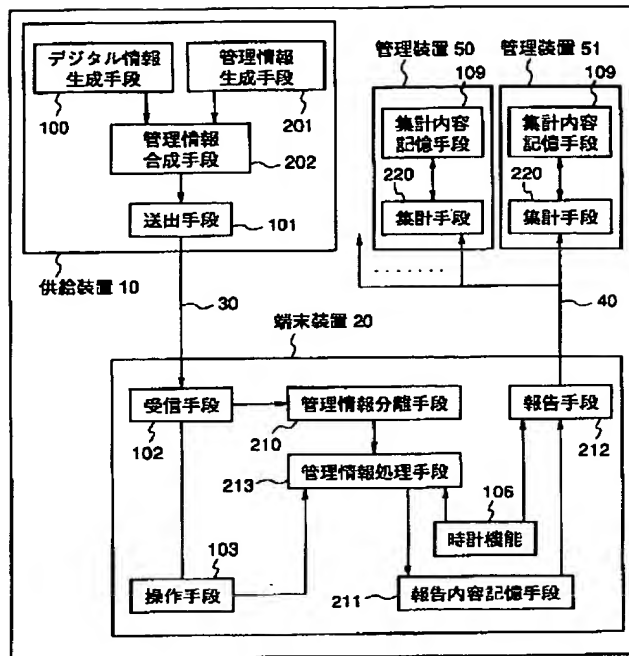 デジタル情報
生成手段
100
管理情報
生成手段
201
管理情報
合成手段
202
送出手段
101
供給装置 10
30
管理装置 50
109
集計内容
記憶手段
220
集計手段
管理装置 51
109
集計内容
記憶手段
220
集計手段
40
端末装置 20
受信手段
102
管理情報分離手段
210
報告手段
212
管理情報処理手段
213
106
時計機能
103
操作手段
報告内容記憶手段
211